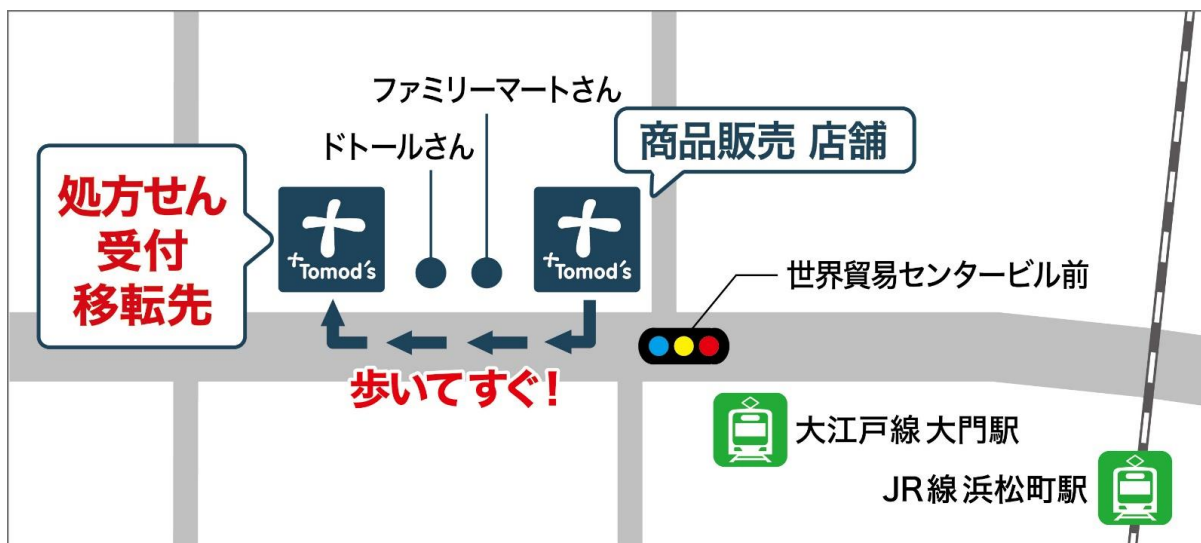 ファミリーマートさん
ドトールさん
商品販売 店舗
処方せん
受付
移転先
+Tomod's
+Tomod's
世界貿易センタービル前
歩いてすぐ!
大江戸線 大門駅
JR線 浜松町駅